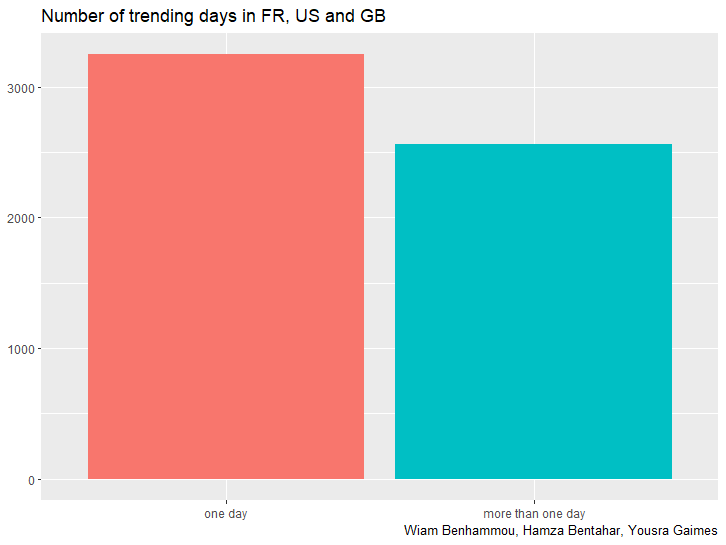 Number of trending days in FR, US and GB
3000
2000
1000
0
one day
more than one day
Wiam Benhammou, Hamza Bentahar, Yousra Gaimes